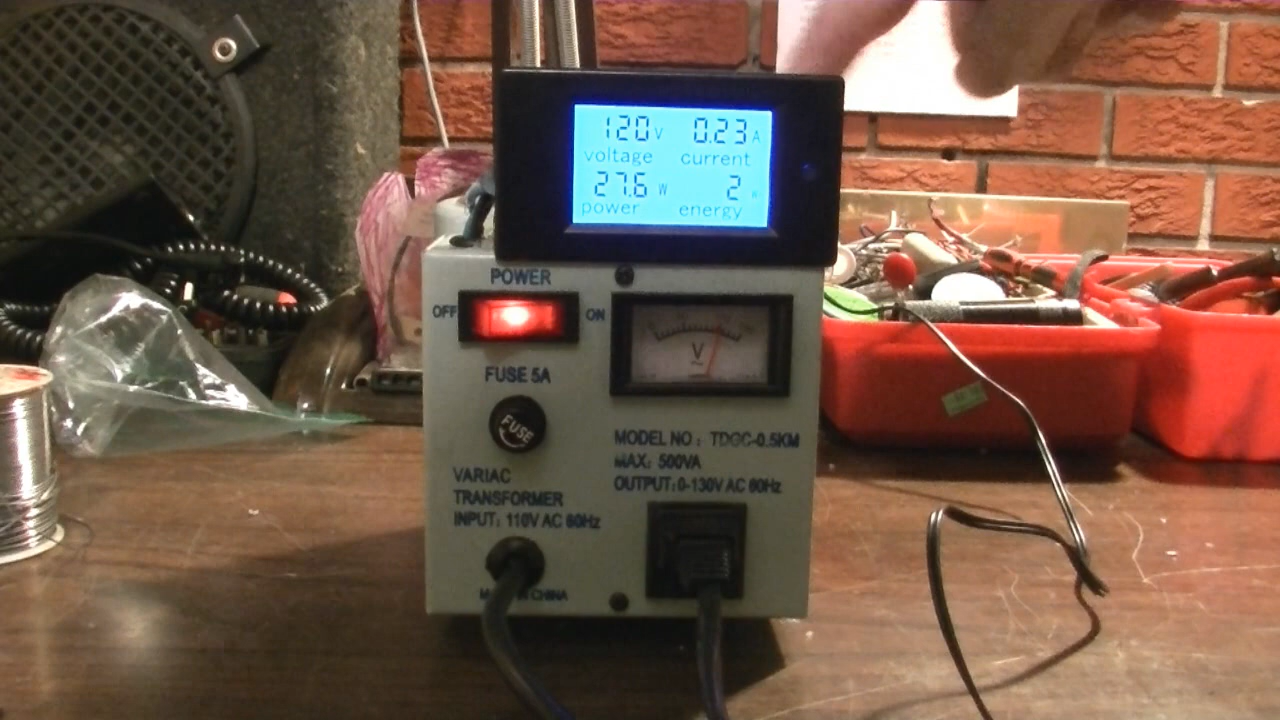 120 V 0.23 A
voltage current
27.6 W 2
power energy
POWER
OFF ON
FUSE 5A
V
FUSE
MODEL NO : TDGC-0.5KM
MAX: 500VA
OUTPUT: 0-130V AC 60Hz
VARIAC
TRANSFORMER
INPUT: 110V AC 60Hz
CHINA